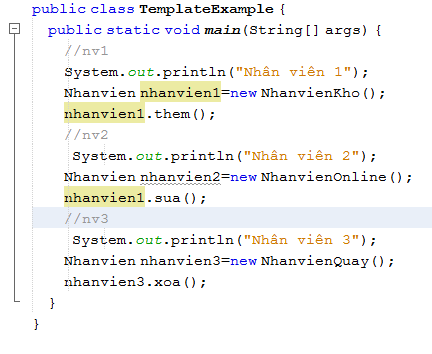 public class TemplateExample {
public static void main(String[] args) {
//nv1
System.out.println("Nhân viên 1");
Nhanvien nhanvien1=new NhanvienKho();
nhanvien1.them();
//nv2
System.out.println("Nhân viên 2");
Nhanvien nhanvien2=new NhanvienOnline();
nhanvien1.sua();
//nv3
System.out.println("Nhân viên 3");
Nhanvien nhanvien3=new NhanvienQuay();
nhanvien3.xoa();
}
}